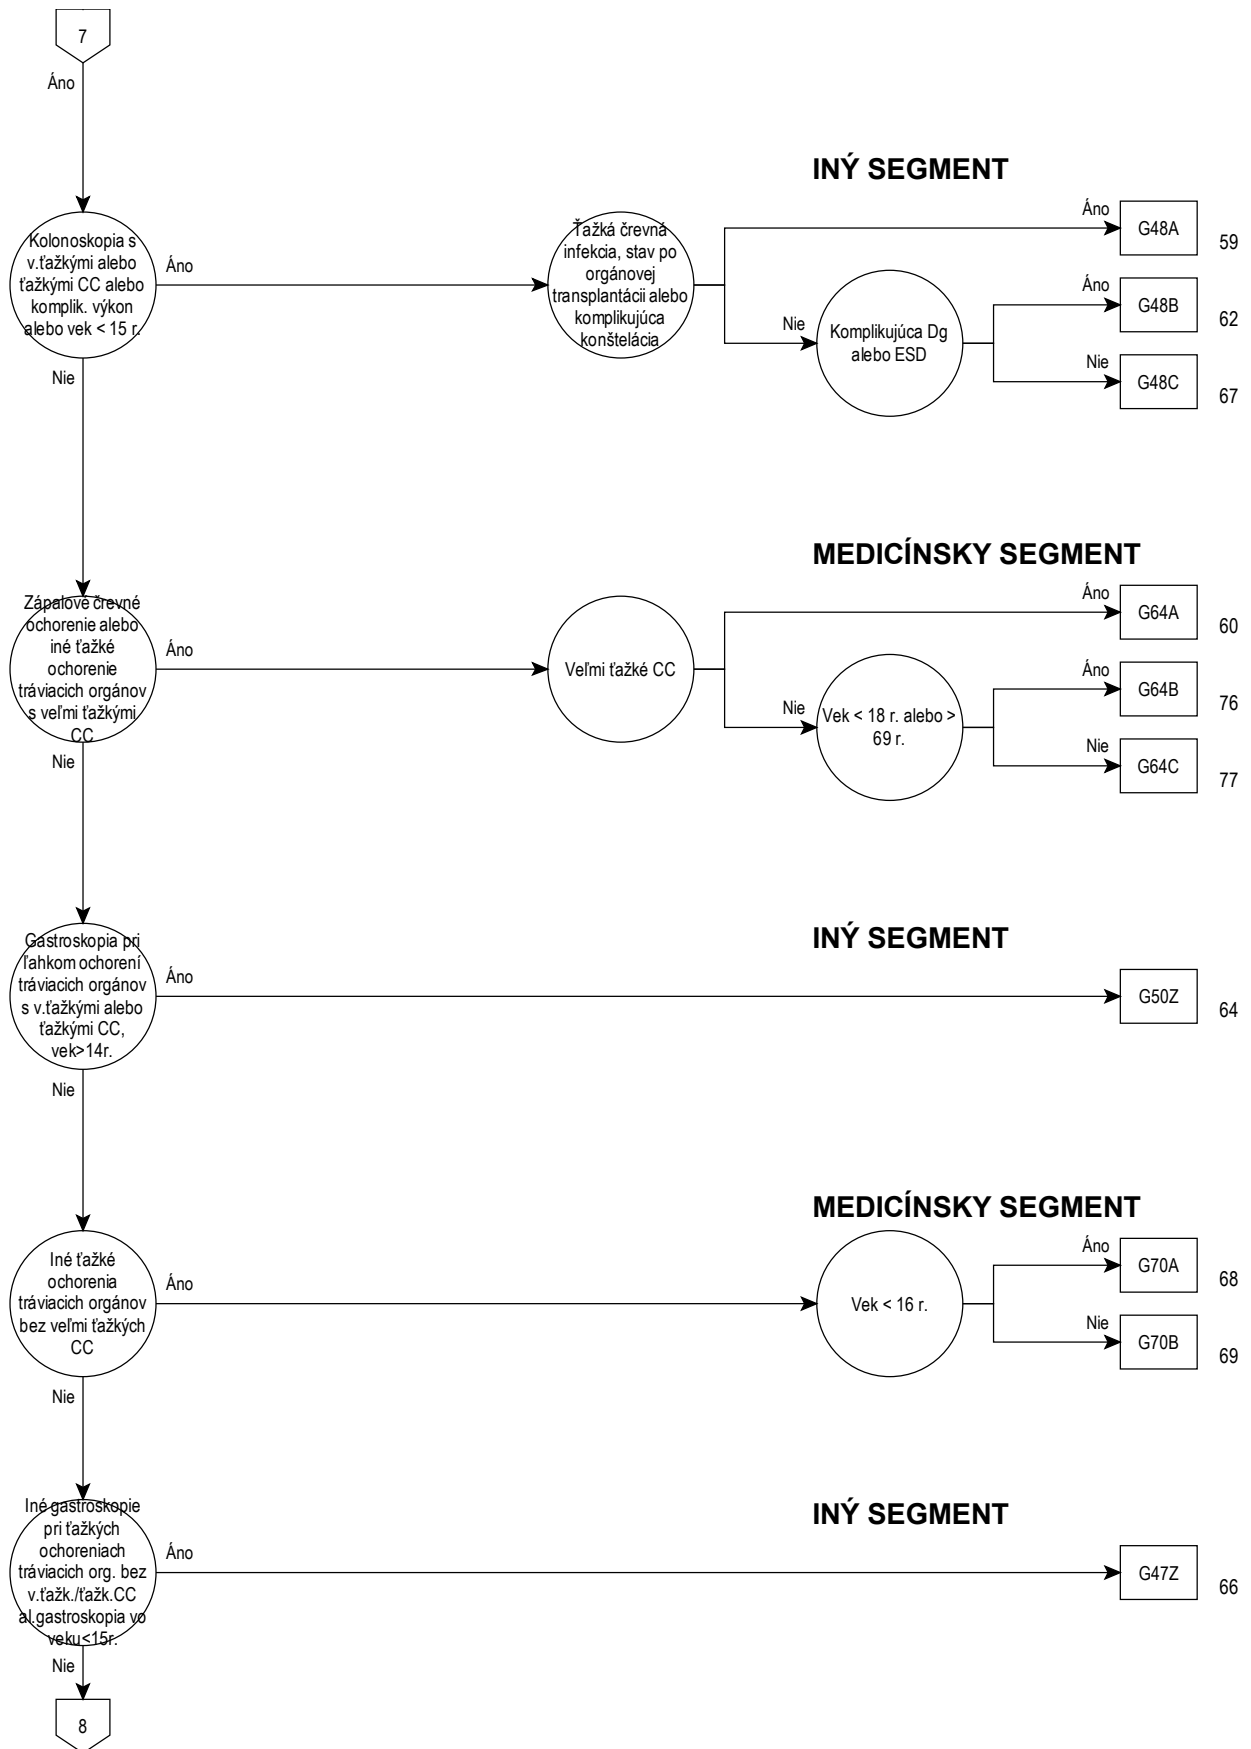 7
Áno
INÝ SEGMENT
Kolonoskopia s
v.ťažkými alebo
ťažkými CC alebo
komplik. výkon
alebo vek < 15 r.
Áno
Ťažká črevná
infekcia, stav po
orgánovej
transplantácii alebo
komplikujúca
konštelácia
Áno
G48A
59
Nie
Komplikujúca Dg
alebo ESD
Áno
G48B
62
Nie
G48C
67
Nie
MEDICÍNSKY SEGMENT
Zápalové črevné
ochorenie alebo
iné ťažké
ochorenie
tráviacich orgánov
s veľmi ťažkými
CC
Áno
Veľmi ťažké CC
Áno
G64A
60
Nie
Vek < 18 r. alebo >
69 r.
Áno
G64B
76
Nie
G64C
77
Nie
INÝ SEGMENT
Gastroskopia pri
ľahkom ochorení
tráviacich orgánov
s v.ťažkými alebo
ťažkými CC,
vek>14r.
Áno
G50Z
64
Nie
MEDICÍNSKY SEGMENT
Iné ťažké
ochorenia
tráviacich orgánov
bez veľmi ťažkých
CC
Áno
Vek < 16 r.
Áno
G70A
68
Nie
G70B
69
Nie
INÝ SEGMENT
Iné gastroskopie
pri ťažkých
ochoreniach
tráviacich org. bez
v.ťažk./ťažk.CC
al.gastroskopia vo
veku<15r.
Áno
G47Z
66
Nie
8